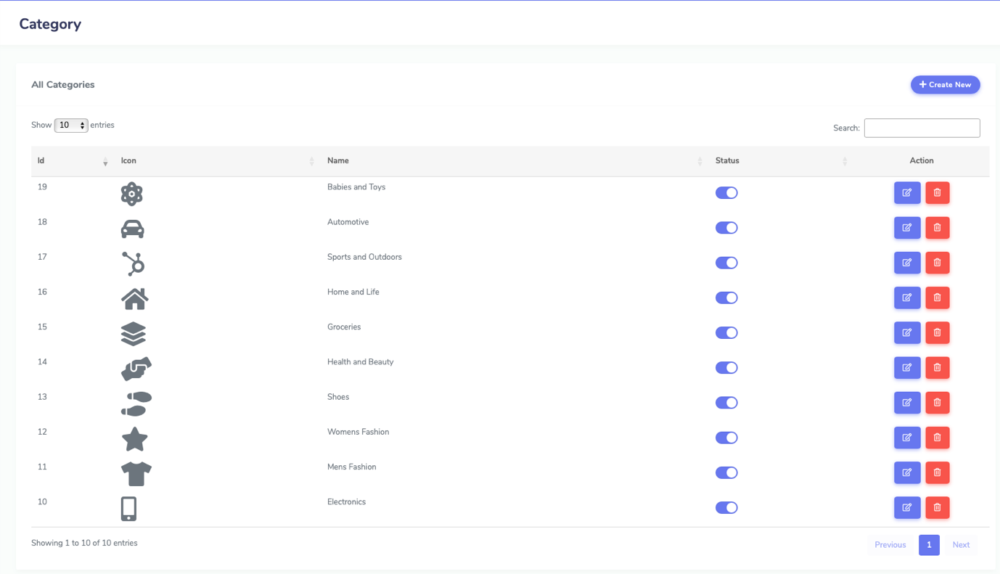 Category
All Categories
Create New
Show 10 entries
Search:
Id Icon Name Status Action
19 Babies and Toys
18 Automotive
17 Sports and Outdoors
16 Home and Life
15 Groceries
14 Health and Beauty
13 Shoes
12 Womens Fashion
11 Mens Fashion
10 Electronics
Showing 1 to 10 of 10 entries
Previous 1 Next